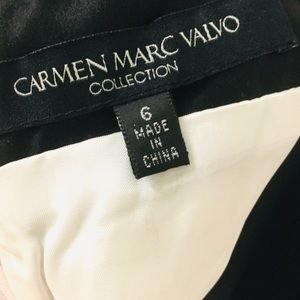 CARMEN MARC VALVO
COLLECTION
6
MADE
IN
CHINA